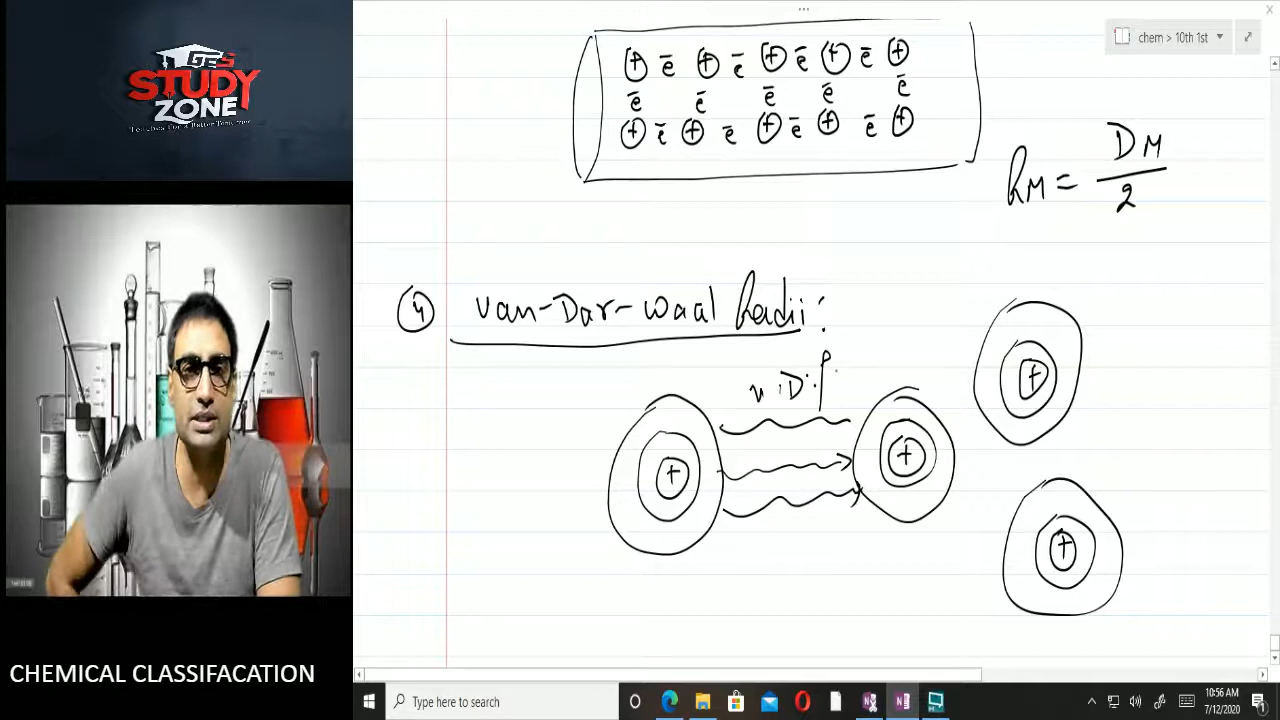 GES
STUDY
ZONE
chem > 10th 1st
+ ē + ē + ē + ē +
ē ē ē ē ē
+ ē + ē + ē + ē +
RM = DM/2
4 van-Dar-waal Radii:
v.D.f.
+ + + +
CHEMICAL CLASSIFACATION
Type here to search
10:56 AM
7/12/2020